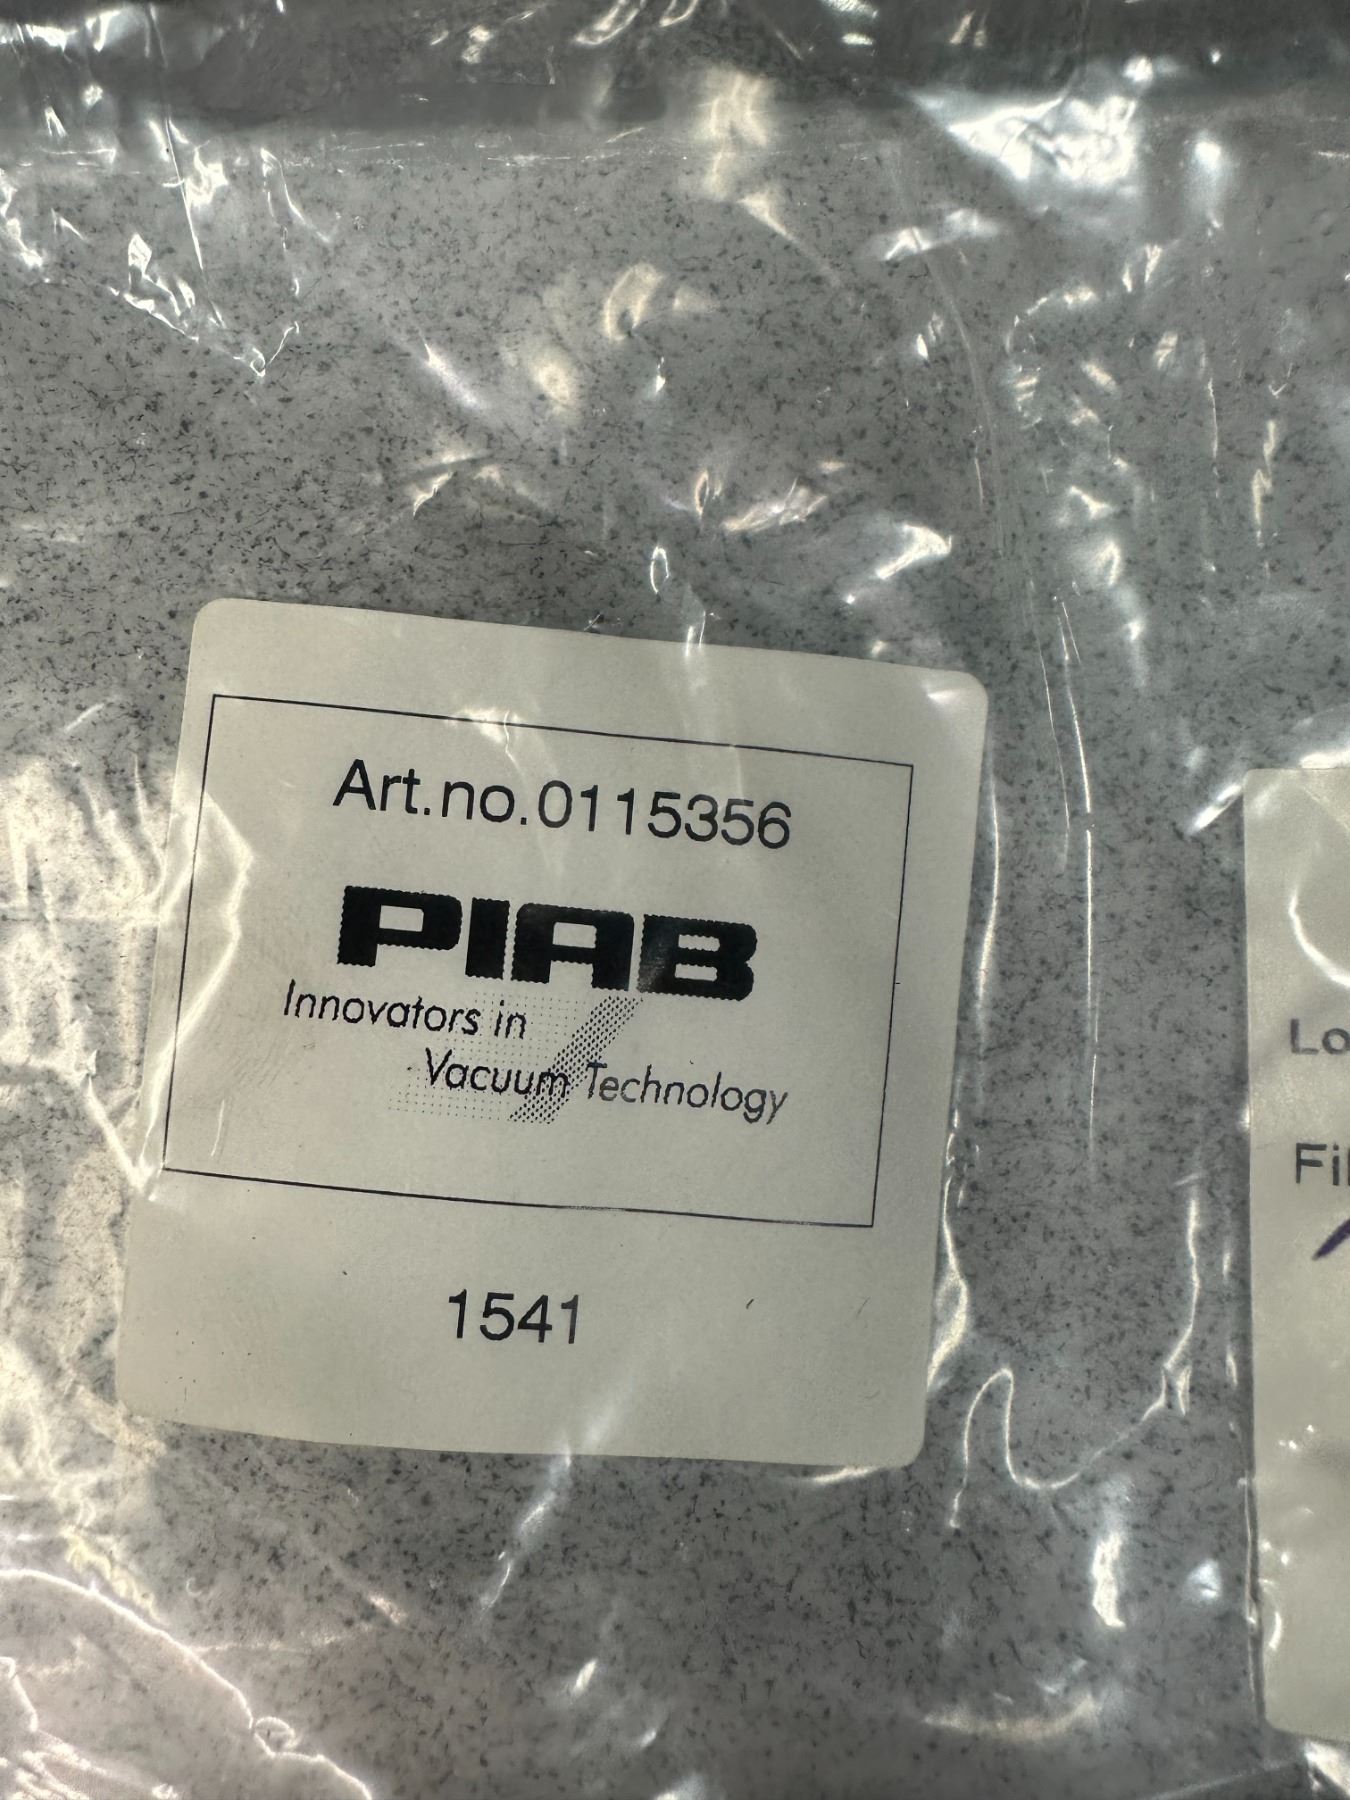 Art.no.0115356
PIAB
Innovators in
Vacuum Technology
1541